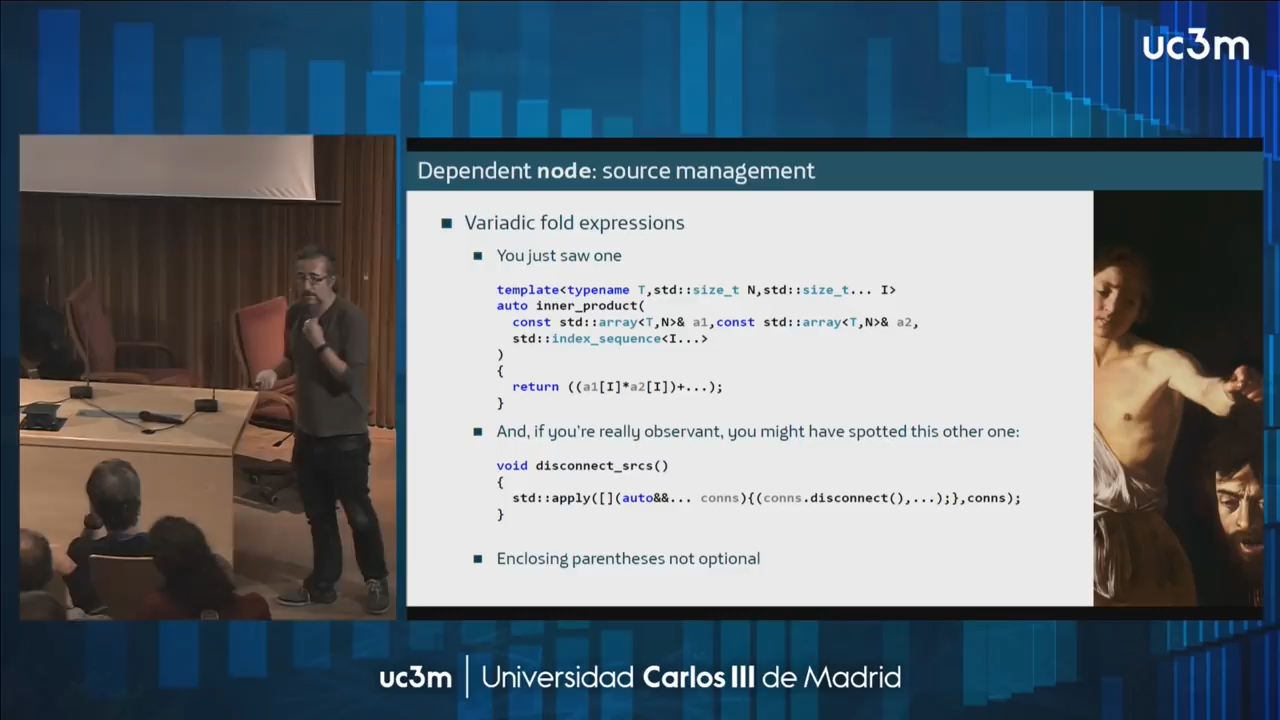 uc3m
Dependent node: source management
Variadic fold expressions
You just saw one
template<typename T,std::size_t N,std::size_t... I>
auto inner_product(
const std::array<T,N>& a1,const std::array<T,N>& a2,
std::index_sequence<I...>
)
{
return ((a1[I]*a2[I])+...);
}
And, if you're really observant, you might have spotted this other one:
void disconnect_srcs()
{
std::apply([](auto&&... conns){(conns.disconnect(),...);},conns);
}
Enclosing parentheses not optional
uc3m | Universidad Carlos III de Madrid